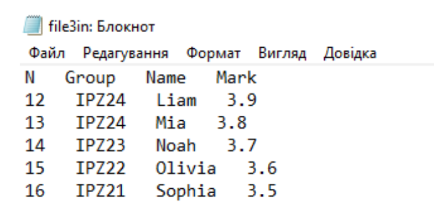 file3in: Блокнот
Файл Редагування Формат Вигляд Довідка
N Group Name Mark
12 IPZ24 Liam 3.9
13 IPZ24 Mia 3.8
14 IPZ23 Noah 3.7
15 IPZ22 Olivia 3.6
16 IPZ21 Sophia 3.5